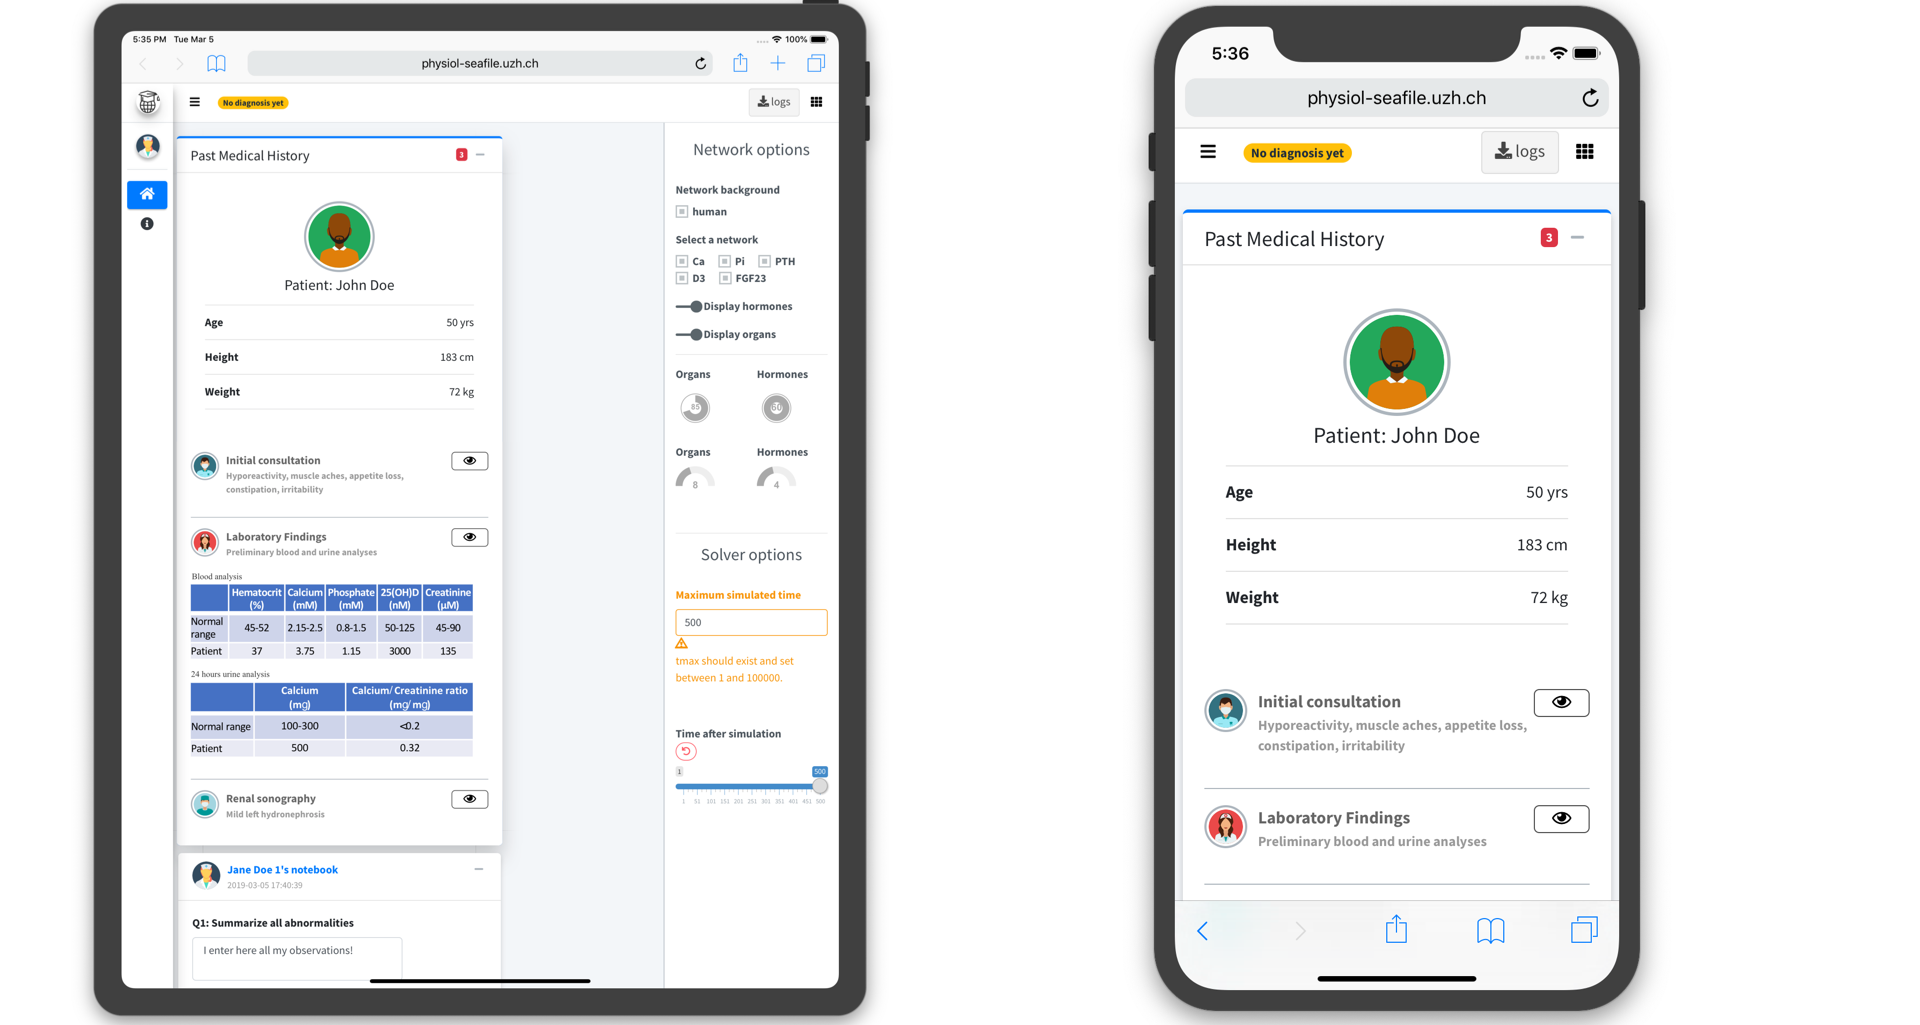 5:35 PM Tue Mar 5
100%
physiol-seafile.uzh.ch
No diagnosis yet
logs
Past Medical History
3
Patient: John Doe
Age 50 yrs
Height 183 cm
Weight 72 kg
Initial consultation
Hyporeactivity, muscle aches, appetite loss,
constipation, irritability
Laboratory Findings
Preliminary blood and urine analyses
Blood analysis
Hematocrit (%) Calcium (mM) Phosphate (mM) 25(OH)D (nM) Creatinine (µM)
Normal range 45-52 2.15-2.5 0.8-1.5 50-125 45-90
Patient 37 3.75 1.15 3000 135
24 hours urine analysis
Calcium (mg) Calcium/Creatinine ratio (mg/mg)
Normal range 100-300 <0.2
Patient 500 0.32
Renal sonography
Mild left hydronephrosis
Jane Doe 1's notebook
2019-03-05 17:40:39
Q1: Summarize all abnormalities
I enter here all my observations!
Network options
Network background
human
Select a network
Ca Pi PTH
D3 FGF23
Display hormones
Display organs
Organs Hormones
85 60
Organs Hormones
8 4
Solver options
Maximum simulated time
500
tmax should exist and set
between 1 and 100000.
Time after simulation
1 500
1 51 101 151 201 251 301 351 401 451 500
5:36
physiol-seafile.uzh.ch
No diagnosis yet
logs
Past Medical History
3
Patient: John Doe
Age 50 yrs
Height 183 cm
Weight 72 kg
Initial consultation
Hyporeactivity, muscle aches, appetite loss,
constipation, irritability
Laboratory Findings
Preliminary blood and urine analyses